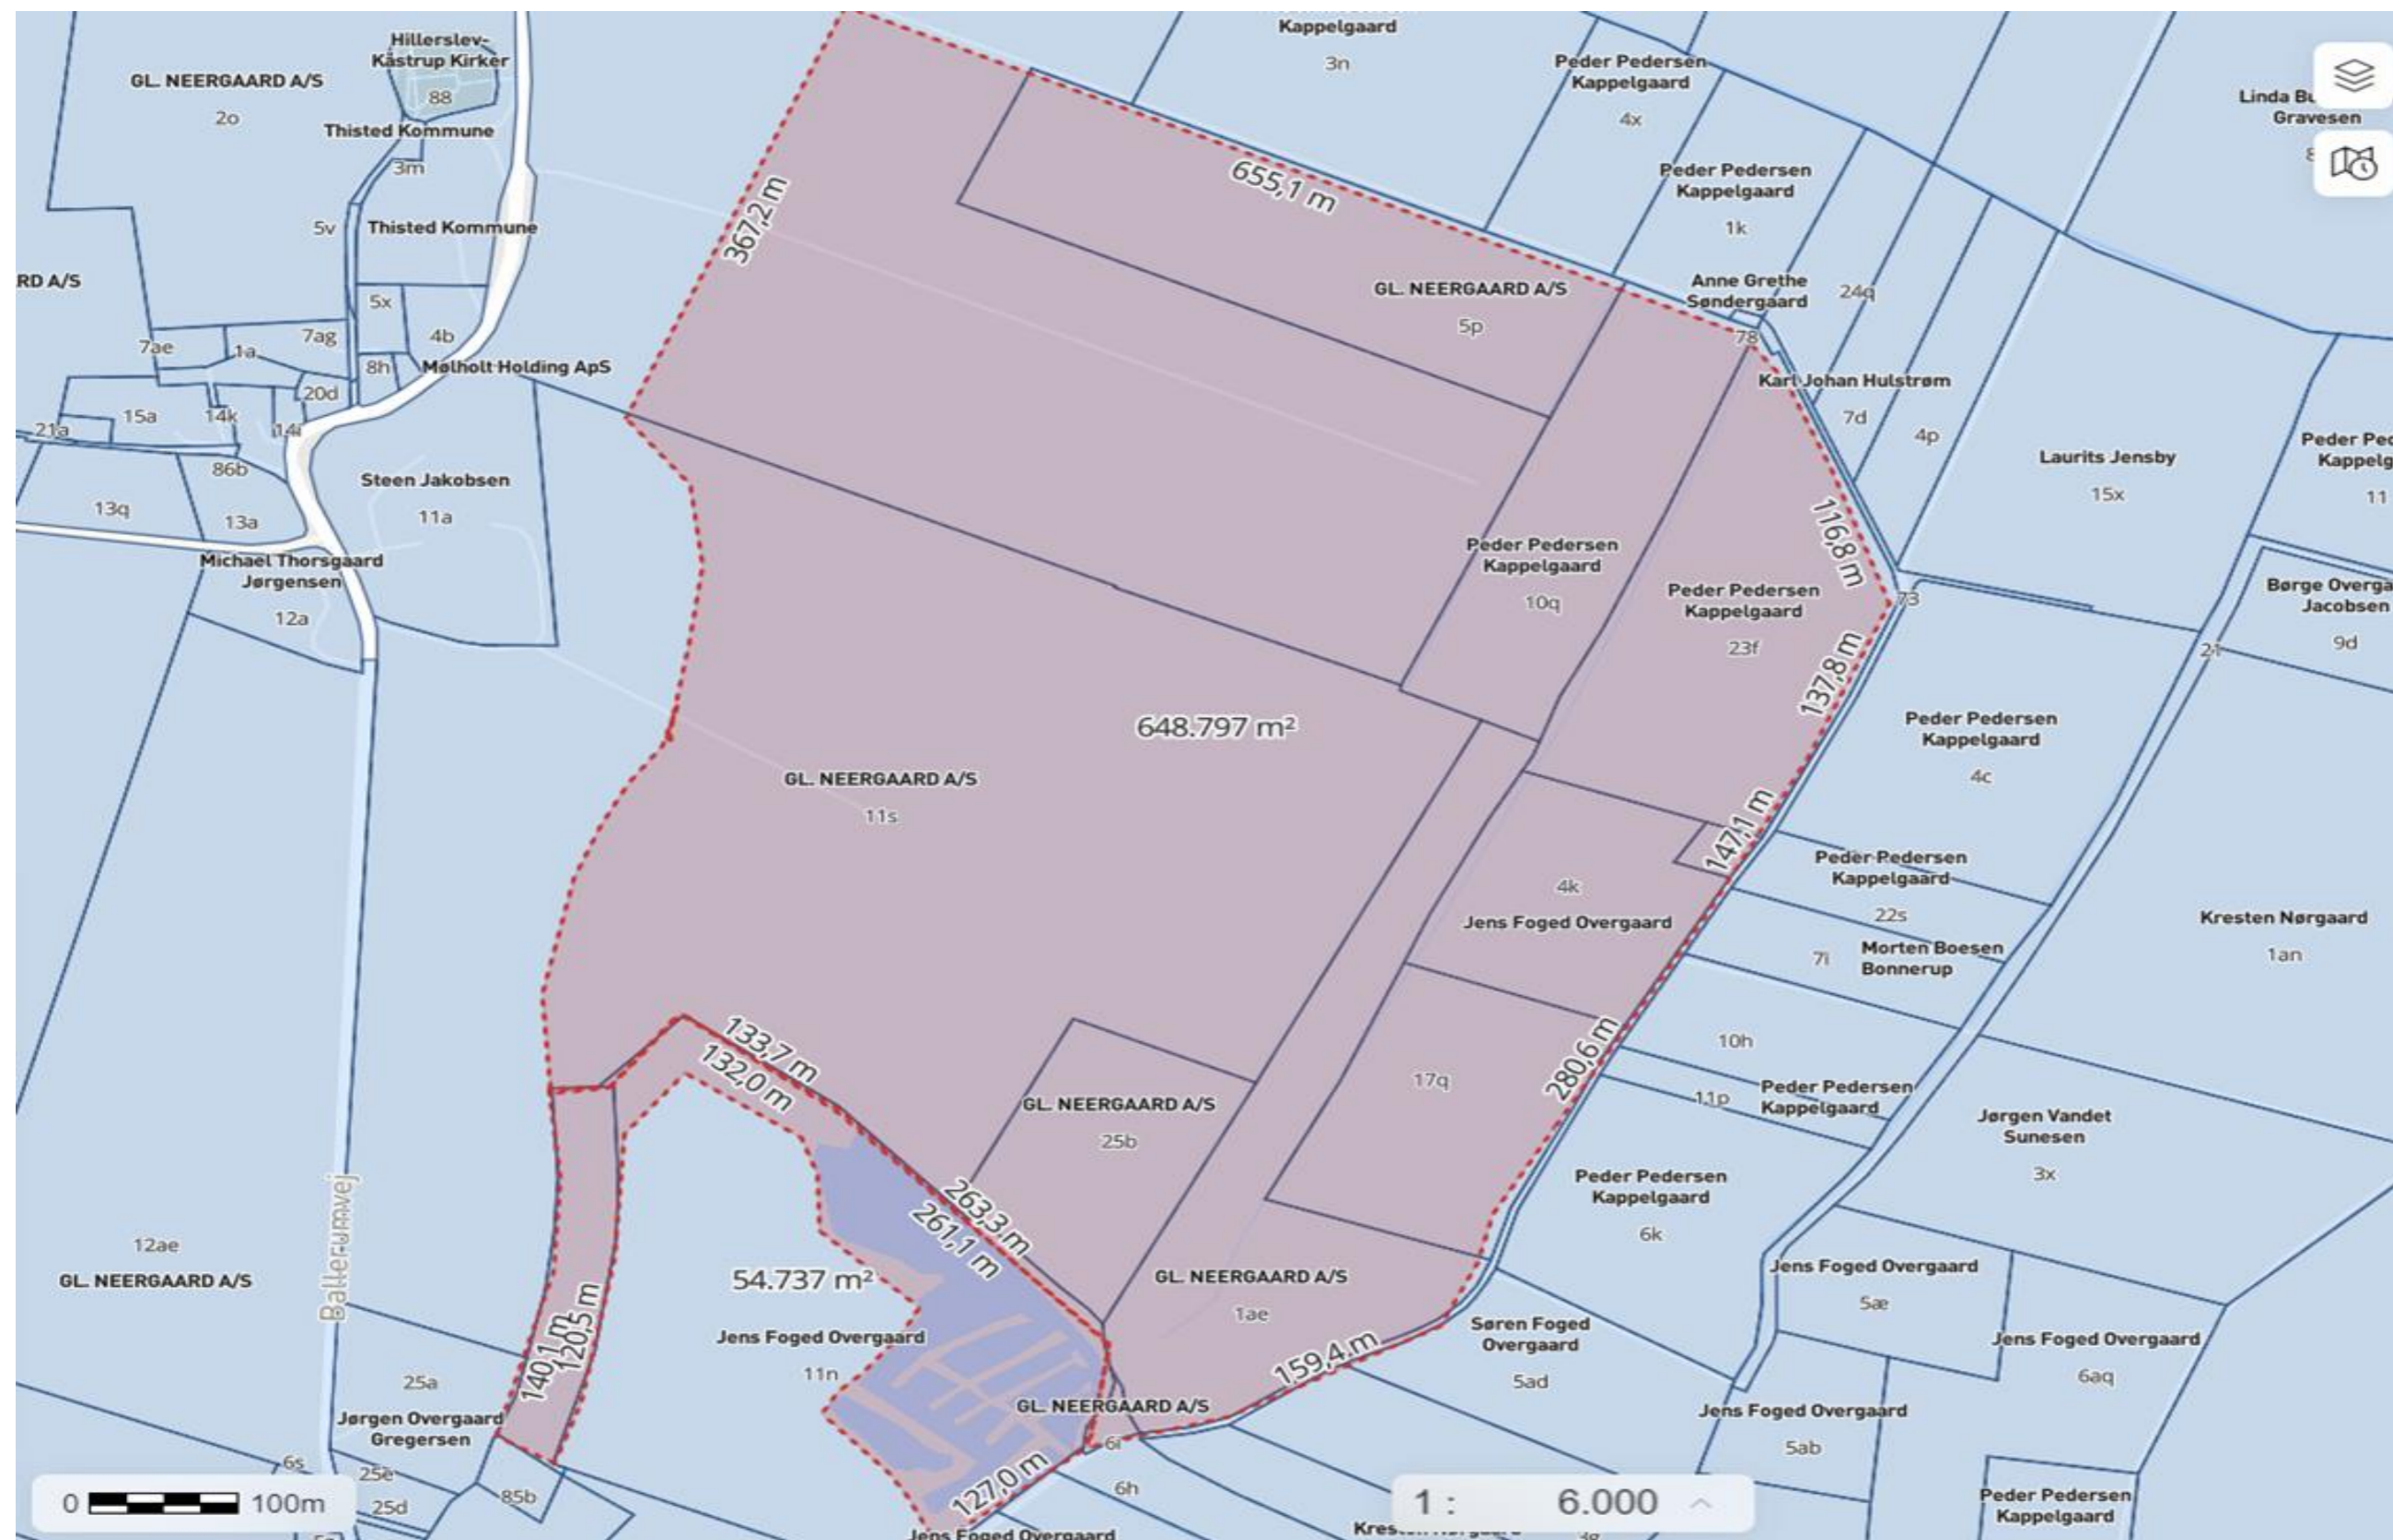 Kappelgaard
3n
Hillerslev-
Kåstrup Kirker
88
GL. NEERGAARD A/S
2o
Peder Pedersen
Kappelgaard
4x
Linda
Gravesen
Thisted Kommune
3m
5v
Thisted Kommune
367,2 m
655,1 m
Peder Pedersen
Kappelgaard
1k
RD A/S
5x
4b
7ag
7ae
1a
8h
Mølholt Holding ApS
20d
15a
14k
14i
21a
86b
GL. NEERGAARD A/S
5p
Anne Grethe
Søndergaard
24q
78
Karl Johan Hulstrøm
7d
4p
Laurits Jensby
15x
Peder Ped
Kappelg
11
Steen Jakobsen
11a
13q
13a
Michael Thorsgaard
Jørgensen
12a
116,8 m
Peder Pedersen
Kappelgaard
10q
Peder Pedersen
Kappelgaard
23f
73
Børge Overga
Jacobsen
9d
21
137,8 m
648.797 m²
Peder Pedersen
Kappelgaard
4c
GL. NEERGAARD A/S
11s
147,1 m
4k
Jens Foged Overgaard
Peder Pedersen
Kappelgaard
22s
7i
Morten Boesen
Bonnerup
Kresten Nørgaard
1an
133,7 m
132,0 m
280,6 m
10h
17q
11p
Peder Pedersen
Kappelgaard
GL. NEERGAARD A/S
25b
Jørgen Vandet
Sunesen
3x
Peder Pedersen
Kappelgaard
6k
263,3 m
261,1 m
Ballerumvej
12ae
GL. NEERGAARD A/S
54.737 m²
Jens Foged Overgaard
11n
GL. NEERGAARD A/S
1ae
Jens Foged Overgaard
5æ
140,1 m
120,5 m
159,4 m
Søren Foged
Overgaard
5ad
Jens Foged Overgaard
6aq
25a
Jørgen Overgaard
Gregersen
GL. NEERGAARD A/S
6i
Jens Foged Overgaard
5ab
6s
25e
25d
85b
127,0 m
6h
Peder Pedersen
Kappelgaard
0 100m
1 : 6.000
Jens Foged Overgaard